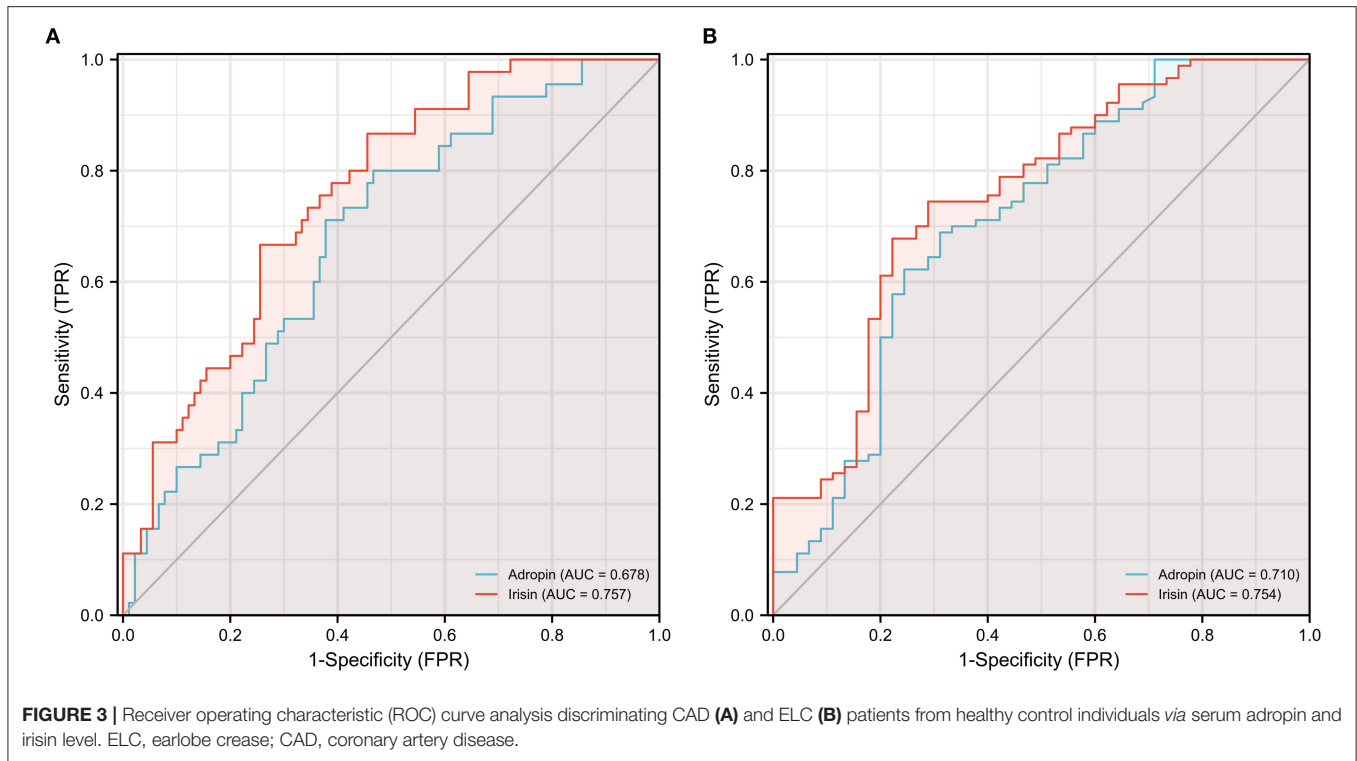 A
1.0
0.8
0.6
0.4
0.2
0.0
Sensitivity (TPR)
Adropin (AUC = 0.678)
Irisin (AUC = 0.757)
0.0 0.2 0.4 0.6 0.8 1.0
1-Specificity (FPR)
B
1.0
0.8
0.6
0.4
0.2
0.0
Sensitivity (TPR)
Adropin (AUC = 0.710)
Irisin (AUC = 0.754)
0.0 0.2 0.4 0.6 0.8 1.0
1-Specificity (FPR)
FIGURE 3 | Receiver operating characteristic (ROC) curve analysis discriminating CAD (A) and ELC (B) patients from healthy control individuals via serum adropin and
irisin level. ELC, earlobe crease; CAD, coronary artery disease.